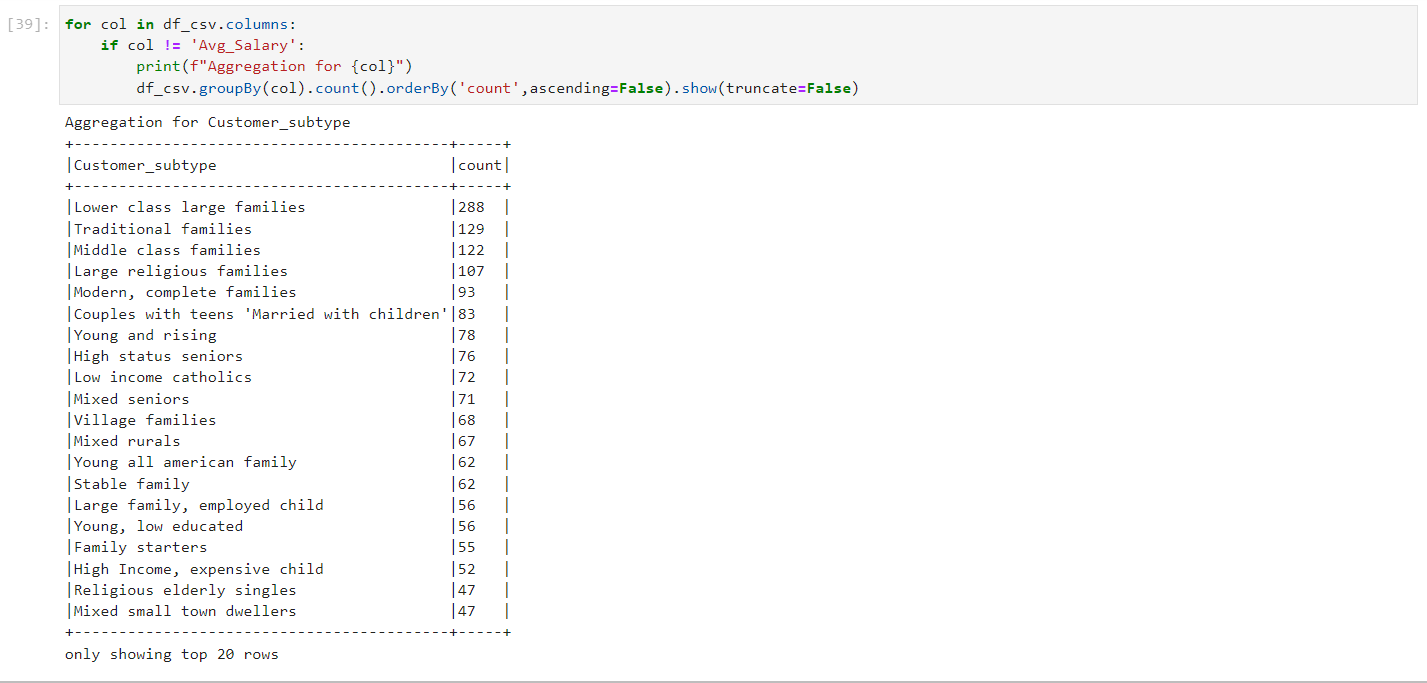 [39]: for col in df_csv.columns:
    if col != 'Avg_Salary':
        print(f"Aggregation for {col}")
        df_csv.groupBy(col).count().orderBy('count',ascending=False).show(truncate=False)
Aggregation for Customer_subtype
+------------------------------------------+-----+
|Customer_subtype                          |count|
+------------------------------------------+-----+
|Lower class large families                |288  |
|Traditional families                      |129  |
|Middle class families                     |122  |
|Large religious families                  |107  |
|Modern, complete families                 |93   |
|Couples with teens 'Married with children'|83   |
|Young and rising                          |78   |
|High status seniors                       |76   |
|Low income catholics                      |72   |
|Mixed seniors                             |71   |
|Village families                          |68   |
|Mixed rurals                              |67   |
|Young all american family                 |62   |
|Stable family                             |62   |
|Large family, employed child              |56   |
|Young, low educated                       |56   |
|Family starters                           |55   |
|High Income, expensive child              |52   |
|Religious elderly singles                 |47   |
|Mixed small town dwellers                 |47   |
+------------------------------------------+-----+
only showing top 20 rows